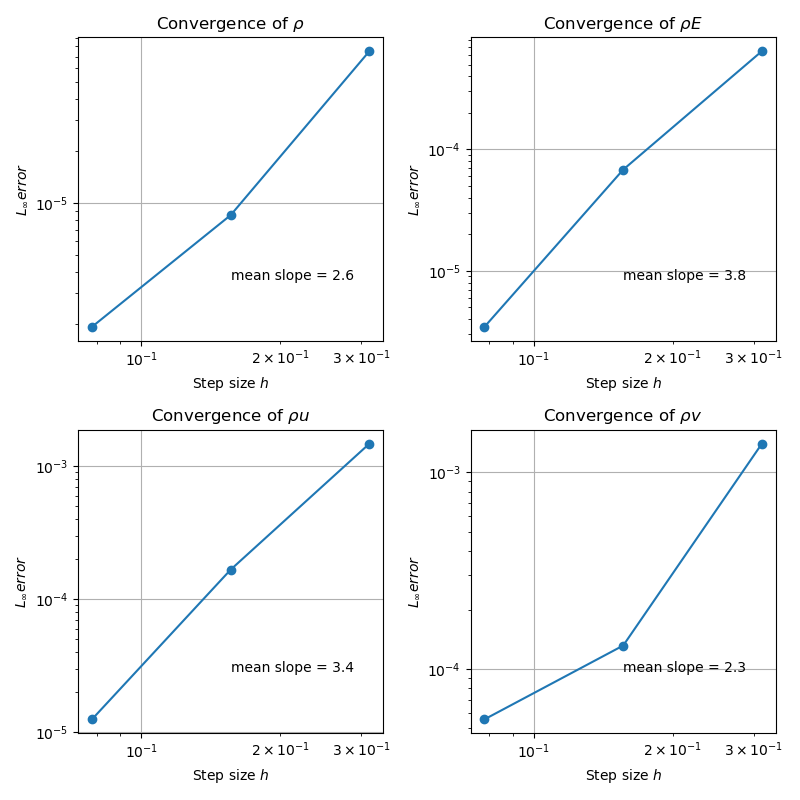 Convergence of ρ
L∞error
10⁻⁵
mean slope = 2.6
10⁻¹
2 × 10⁻¹
3 × 10⁻¹
Step size h
Convergence of ρE
L∞error
10⁻⁴
10⁻⁵
mean slope = 3.8
10⁻¹
2 × 10⁻¹
3 × 10⁻¹
Step size h
Convergence of ρu
L∞error
10⁻³
10⁻⁴
10⁻⁵
mean slope = 3.4
10⁻¹
2 × 10⁻¹
3 × 10⁻¹
Step size h
Convergence of ρv
L∞error
10⁻³
10⁻⁴
mean slope = 2.3
10⁻¹
2 × 10⁻¹
3 × 10⁻¹
Step size h